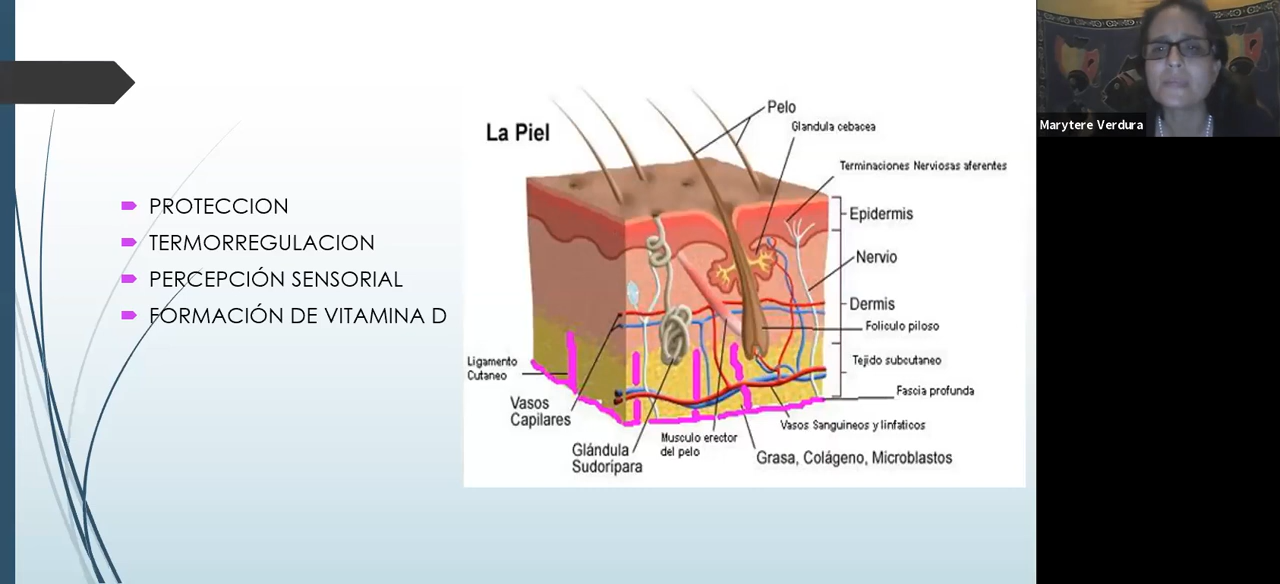 PROTECCION
TERMORREGULACION
PERCEPCIÓN SENSORIAL
FORMACIÓN DE VITAMINA D
La Piel
Pelo
Glandula cebacea
Terminaciones Nerviosas aferentes
Epidermis
Nervio
Dermis
Foliculo piloso
Tejido subcutaneo
Fascia profunda
Vasos Sanguineos y linfaticos
Grasa, Colágeno, Microblastos
Musculo erector
del pelo
Glándula
Sudorípara
Vasos
Capilares
Ligamento
Cutaneo
Marytere Verdura